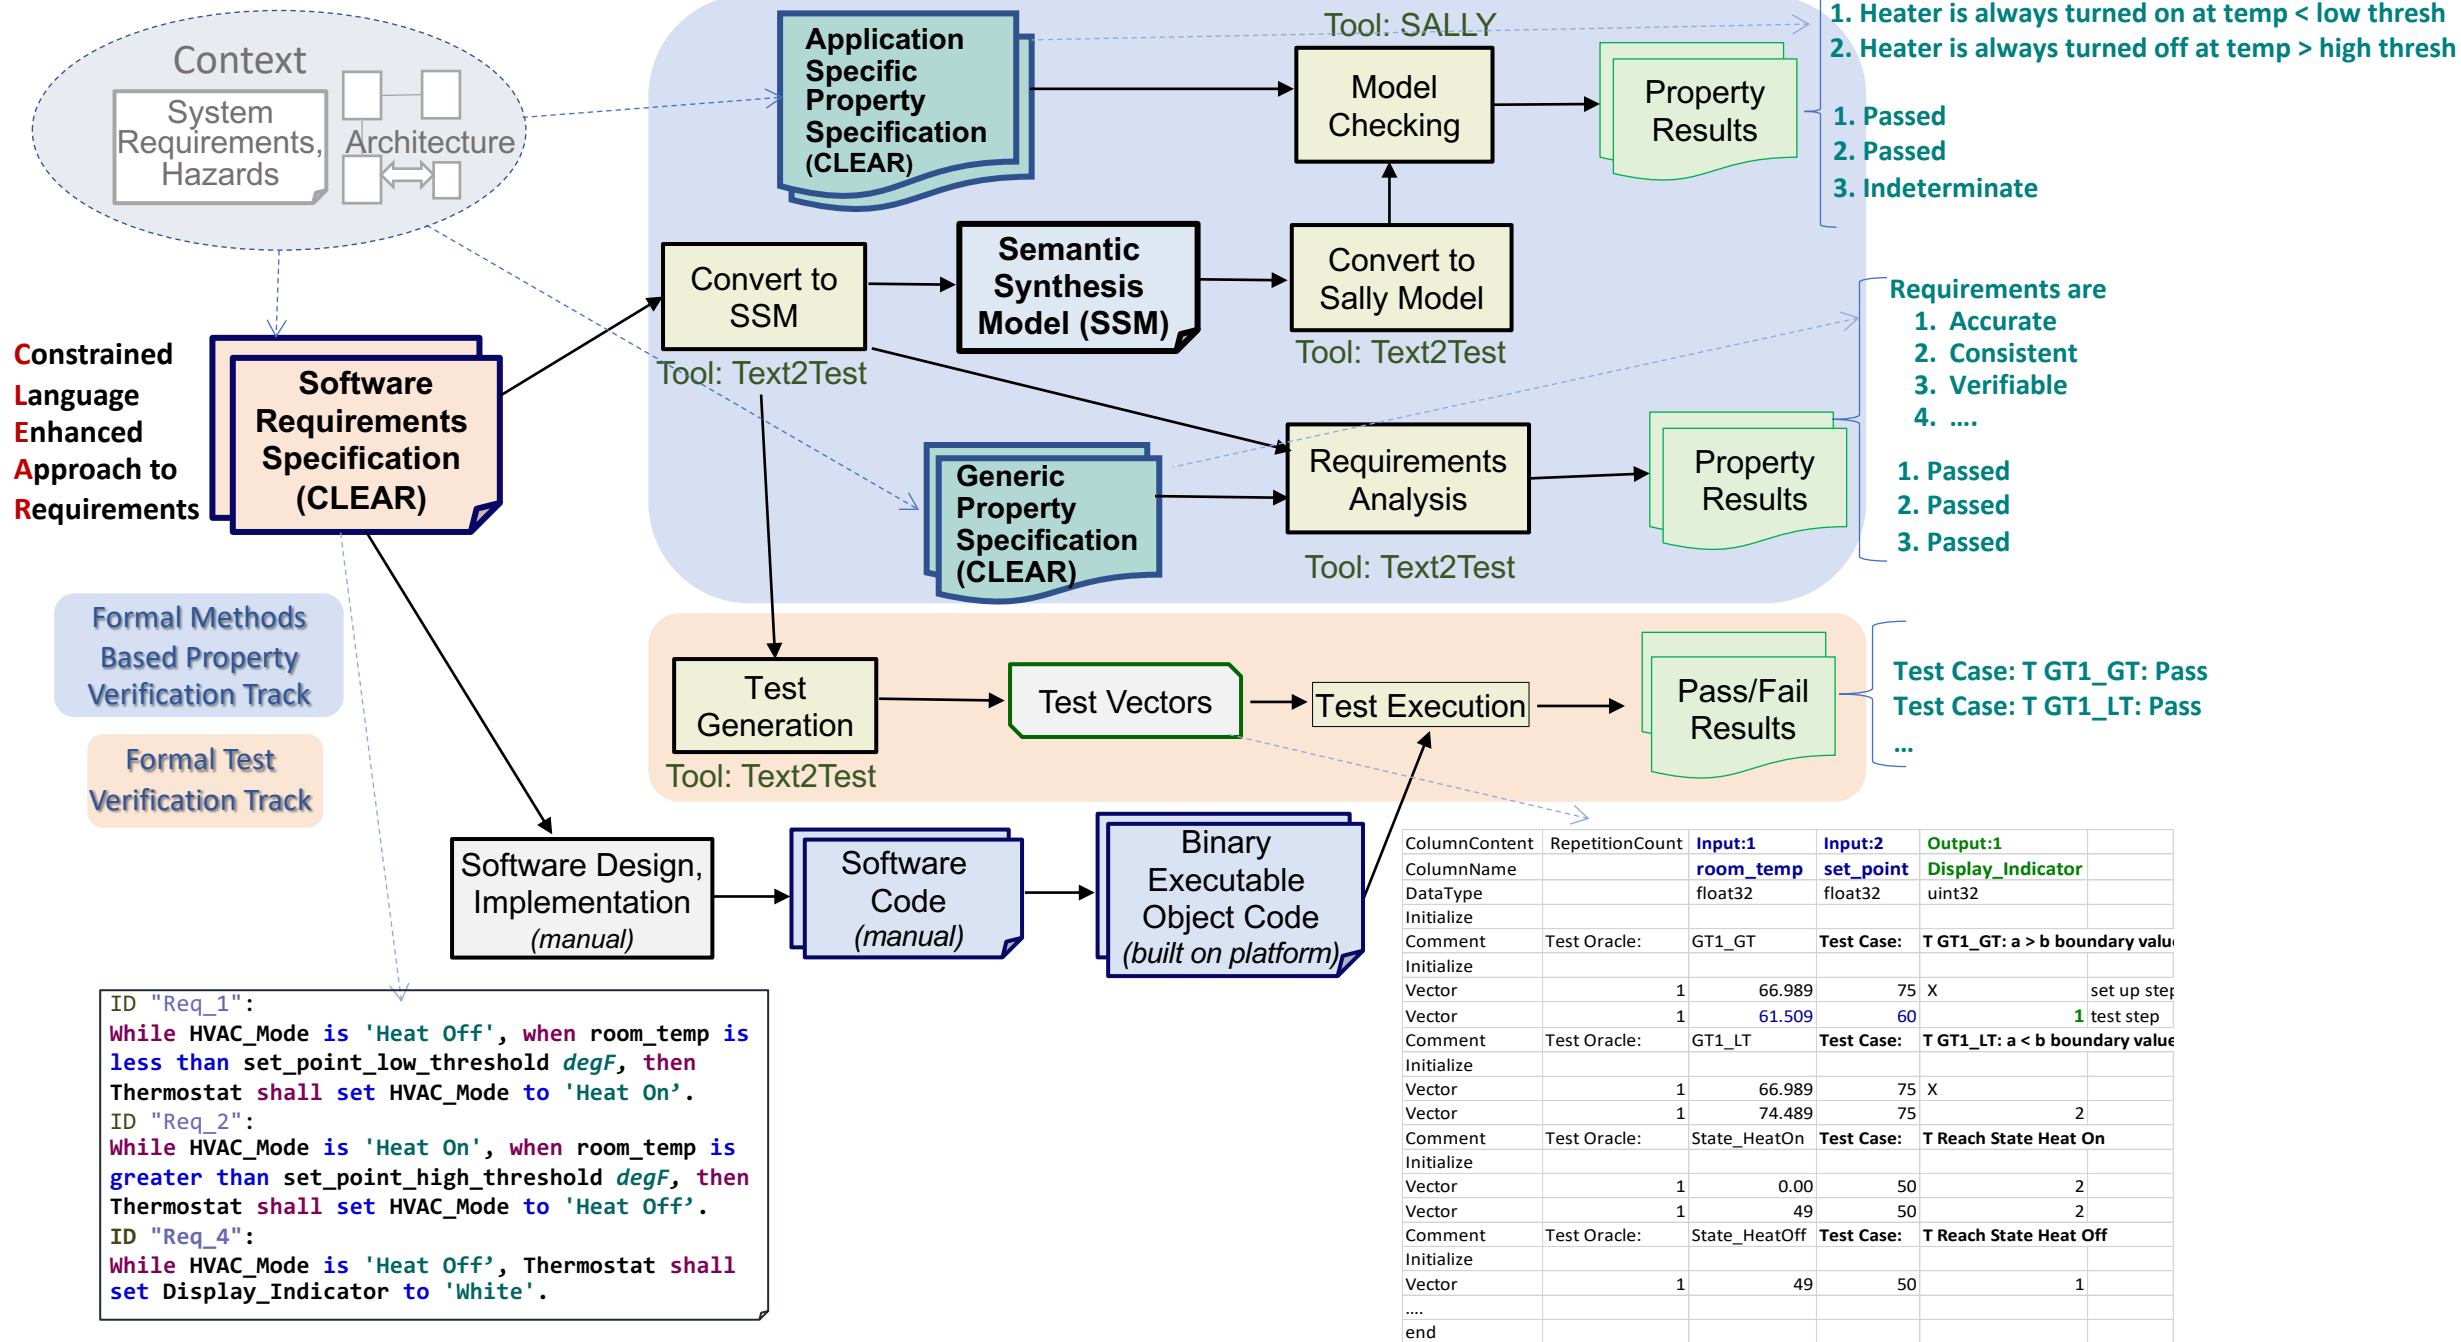 Context
System
Requirements,
Hazards
Architecture
Application
Specific
Property
Specification
(CLEAR)
Tool: SALLY
Model
Checking
Property
Results
1. Heater is always turned on at temp < low thresh
2. Heater is always turned off at temp > high thresh
1. Passed
2. Passed
3. Indeterminate
Convert to
SSM
Tool: Text2Test
Semantic
Synthesis
Model (SSM)
Convert to
Sally Model
Tool: Text2Test
Constrained
Language
Enhanced
Approach to
Requirements
Software
Requirements
Specification
(CLEAR)
Generic
Property
Specification
(CLEAR)
Requirements
Analysis
Tool: Text2Test
Property
Results
Requirements are
1. Accurate
2. Consistent
3. Verifiable
4. ....
1. Passed
2. Passed
3. Passed
Formal Methods
Based Property
Verification Track
Formal Test
Verification Track
Test
Generation
Tool: Text2Test
Test Vectors
Test Execution
Pass/Fail
Results
Test Case: T GT1_GT: Pass
Test Case: T GT1_LT: Pass
...
Software Design,
Implementation
(manual)
Software
Code
(manual)
Binary
Executable
Object Code
(built on platform)
ID "Req_1":
While HVAC_Mode is 'Heat Off', when room_temp is
less than set_point_low_threshold degF, then
Thermostat shall set HVAC_Mode to 'Heat On’.
ID "Req_2":
While HVAC_Mode is 'Heat On', when room_temp is
greater than set_point_high_threshold degF, then
Thermostat shall set HVAC_Mode to 'Heat Off’.
ID "Req_4":
While HVAC_Mode is 'Heat Off’, Thermostat shall
set Display_Indicator to 'White'.
ColumnContent RepetitionCount Input:1 Input:2 Output:1
ColumnName room_temp set_point Display_Indicator
DataType float32 float32 uint32
Initialize
Comment Test Oracle: GT1_GT Test Case: T GT1_GT: a > b boundary valu
Initialize
Vector 1 66.989 75 X set up step
Vector 1 61.509 60 1 test step
Comment Test Oracle: GT1_LT Test Case: T GT1_LT: a < b boundary value
Initialize
Vector 1 66.989 75 X
Vector 1 74.489 75 2
Comment Test Oracle: State_HeatOn Test Case: T Reach State Heat On
Initialize
Vector 1 0.00 50 2
Vector 1 49 50 2
Comment Test Oracle: State_HeatOff Test Case: T Reach State Heat Off
Initialize
Vector 1 49 50 1
....
end